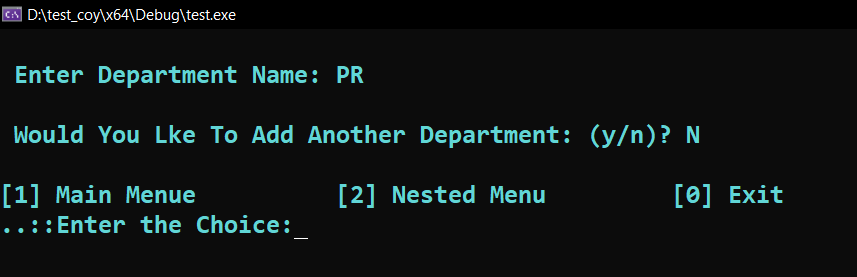 D:\test_coy\x64\Debug\test.exe
Enter Department Name: PR
Would You Lke To Add Another Department: (y/n)? N
[1] Main Menue [2] Nested Menu [0] Exit
..::Enter the Choice:_